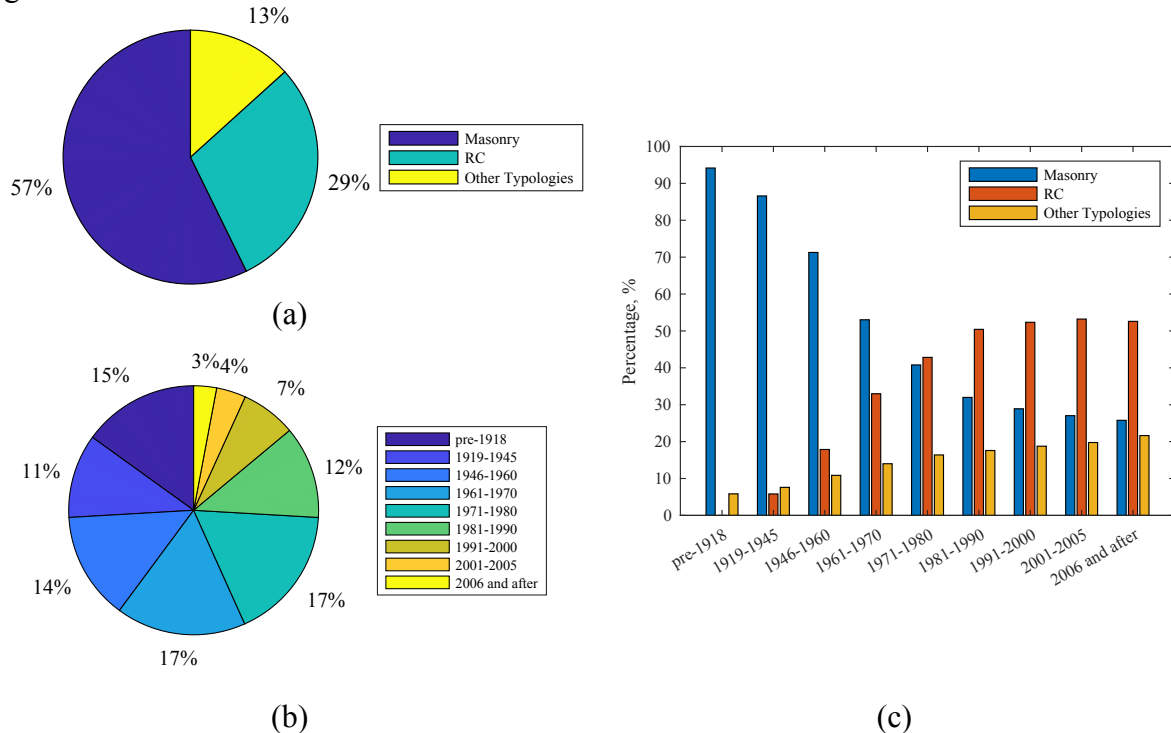 13%
57%
29%
Masonry
RC
Other Typologies
(a)
3%
4%
7%
12%
17%
17%
14%
11%
15%
pre-1918
1919-1945
1946-1960
1961-1970
1971-1980
1981-1990
1991-2000
2001-2005
2006 and after
(b)
Percentage, %
100
90
80
70
60
50
40
30
20
10
0
Masonry
RC
Other Typologies
pre-1918
1919-1945
1946-1960
1961-1970
1971-1980
1981-1990
1991-2000
2001-2005
2006 and after
(c)